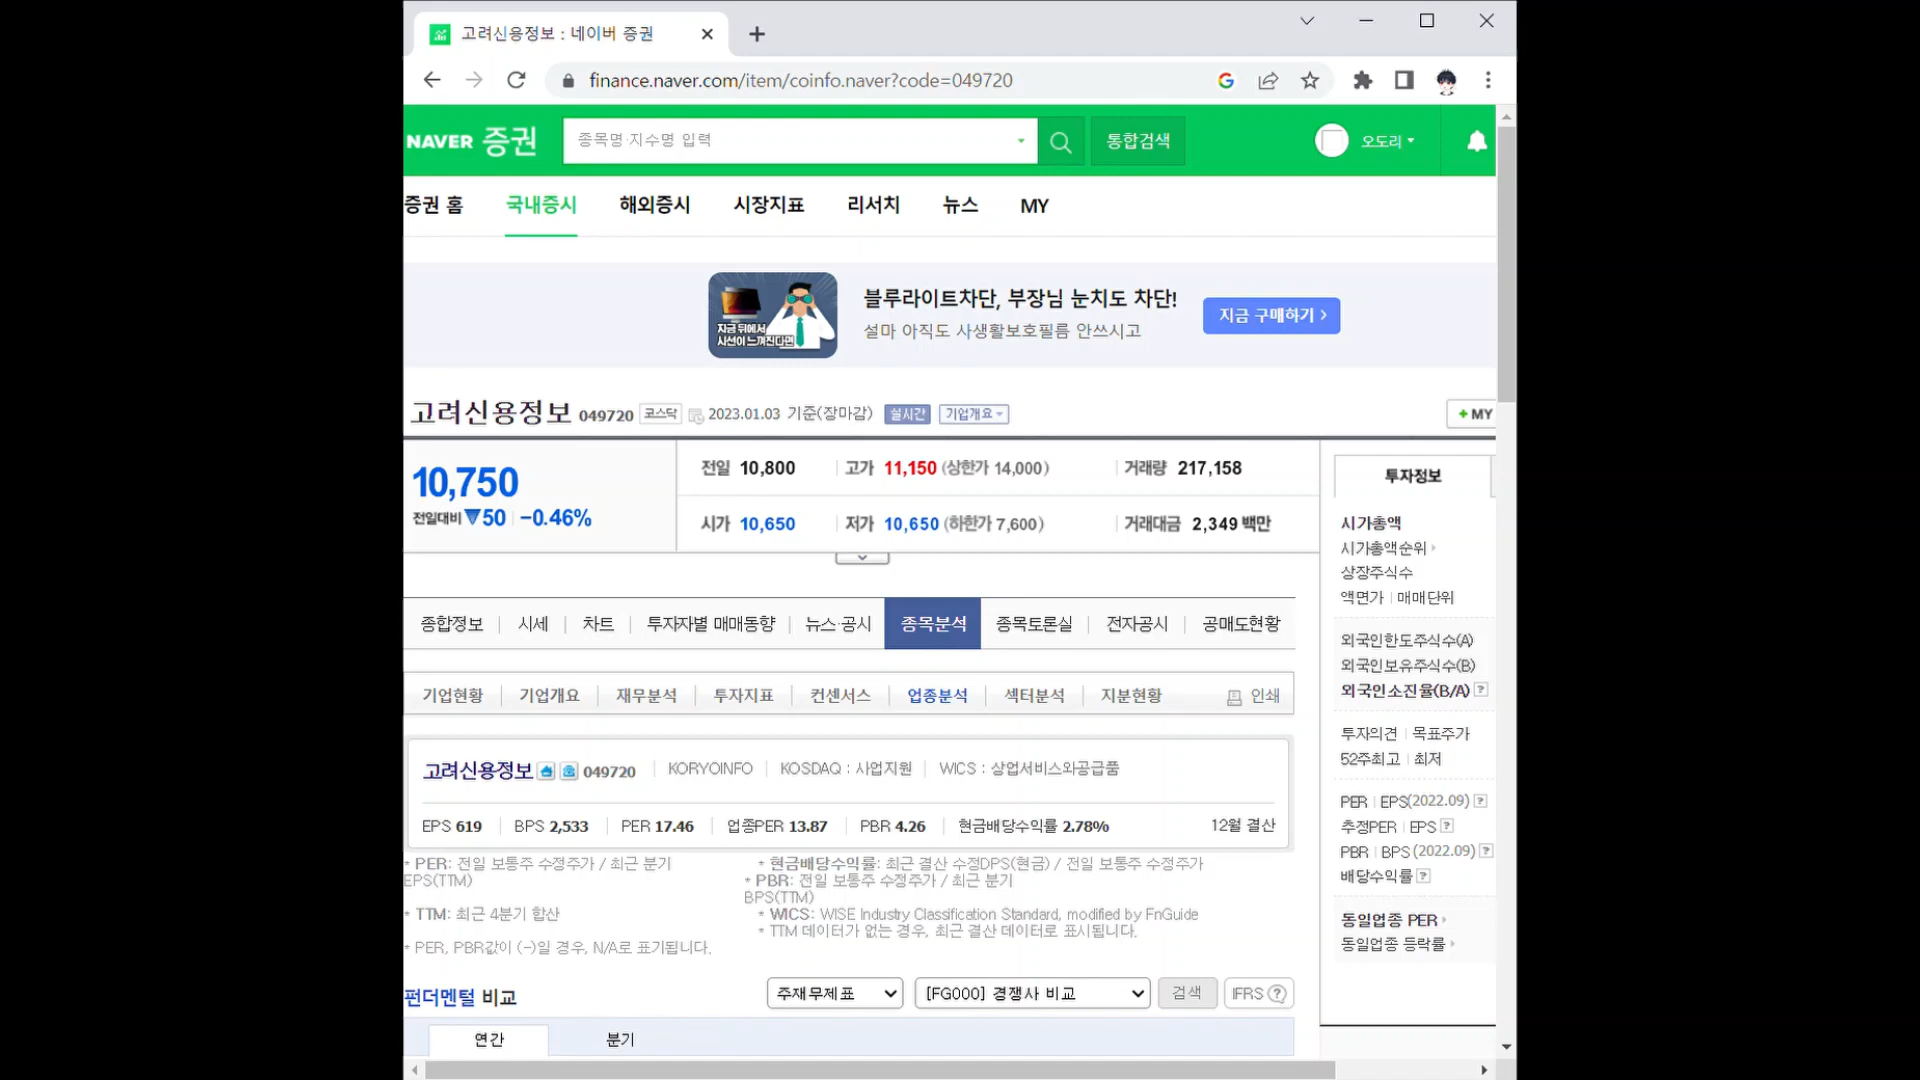 고려신용정보 : 네이버 증권
finance.naver.com/item/coinfo.naver?code=049720
NAVER 증권
종목명·지수명 입력
통합검색
오도리
증권 홈 국내증시 해외증시 시장지표 리서치 뉴스 MY
지금 뒤에서
시선이 느껴진다면
블루라이트차단, 부장님 눈치도 차단!
설마 아직도 사생활보호필름 안쓰시고
지금 구매하기 >
고려신용정보 049720 코스닥 2023.01.03 기준(장마감) 실시간 기업개요
+ MY
10,750
전일대비 ▼50 -0.46%
전일 10,800 고가 11,150 (상한가 14,000) 거래량 217,158
시가 10,650 저가 10,650 (하한가 7,600) 거래대금 2,349 백만
종합정보 시세 차트 투자자별 매매동향 뉴스·공시 종목분석 종목토론실 전자공시 공매도현황
기업현황 기업개요 재무분석 투자지표 컨센서스 업종분석 섹터분석 지분현황 인쇄
고려신용정보 049720 KORYOINFO KOSDAQ : 사업지원 WICS : 상업서비스와공급품
EPS 619 BPS 2,533 PER 17.46 업종PER 13.87 PBR 4.26 현금배당수익률 2.78% 12월 결산
* PER: 전일 보통주 수정주가 / 최근 분기
EPS(TTM)
* 현금배당수익률: 최근 결산 수정DPS(현금) / 전일 보통주 수정주가
* PBR: 전일 보통주 수정주가 / 최근 분기
BPS(TTM)
* TTM: 최근 4분기 합산
* WICS: WISE Industry Classification Standard, modified by FnGuide
* TTM 데이터가 없는 경우, 최근 결산 데이터로 표시됩니다.
* PER, PBR값이 (-)일 경우, N/A로 표기됩니다.
펀더멘털 비교
주재무제표 [FG000] 경쟁사 비교 검색 IFRS ?
연간 분기
투자정보
시가총액
시가총액순위
상장주식수
액면가 매매단위
외국인한도주식수(A)
외국인보유주식수(B)
외국인소진율(B/A) ?
투자의견 목표주가
52주최고 최저
PER EPS(2022.09) ?
추정PER EPS ?
PBR BPS (2022.09) ?
배당수익률 ?
동일업종 PER
동일업종 등락률